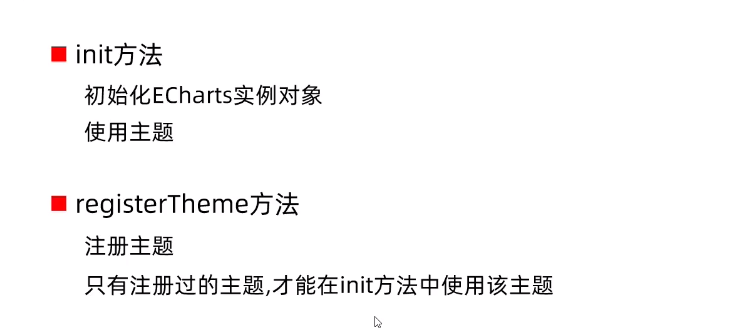 init方法
初始化ECharts实例对象
使用主题
registerTheme方法
注册主题
只有注册过的主题,才能在init方法中使用该主题